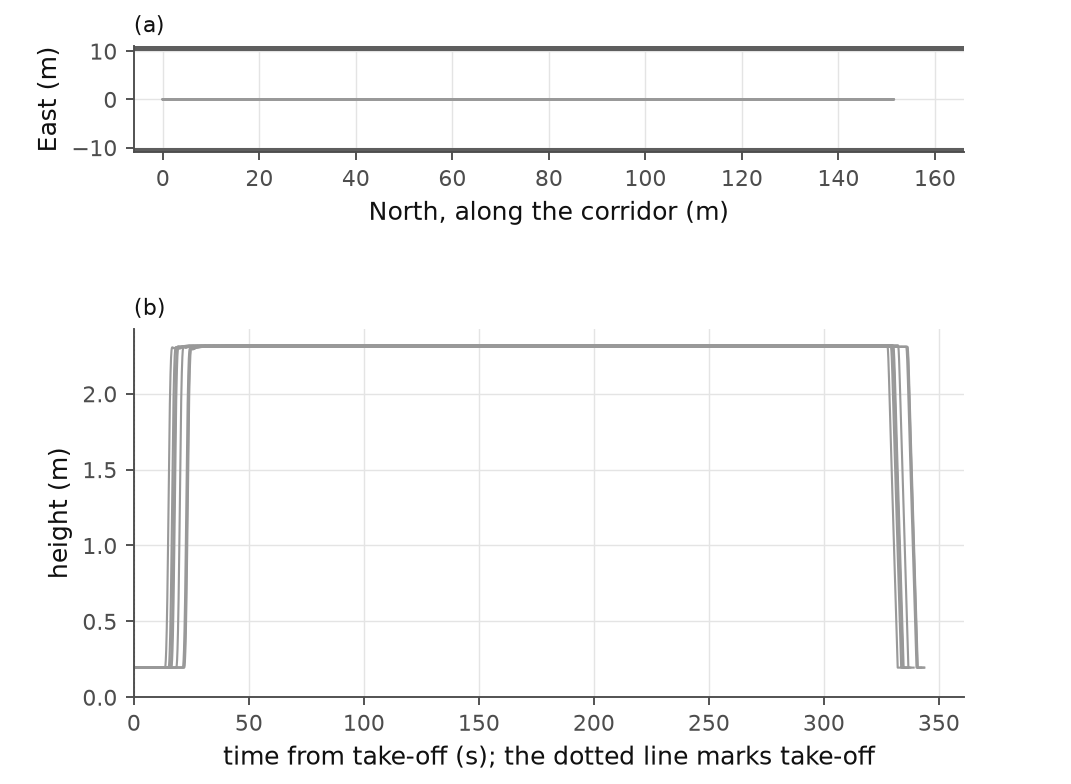 (a)
East (m)
10
0
−10
0 20 40 60 80 100 120 140 160
North, along the corridor (m)
(b)
height (m)
2.0
1.5
1.0
0.5
0.0
0 50 100 150 200 250 300 350
time from take-off (s); the dotted line marks take-off